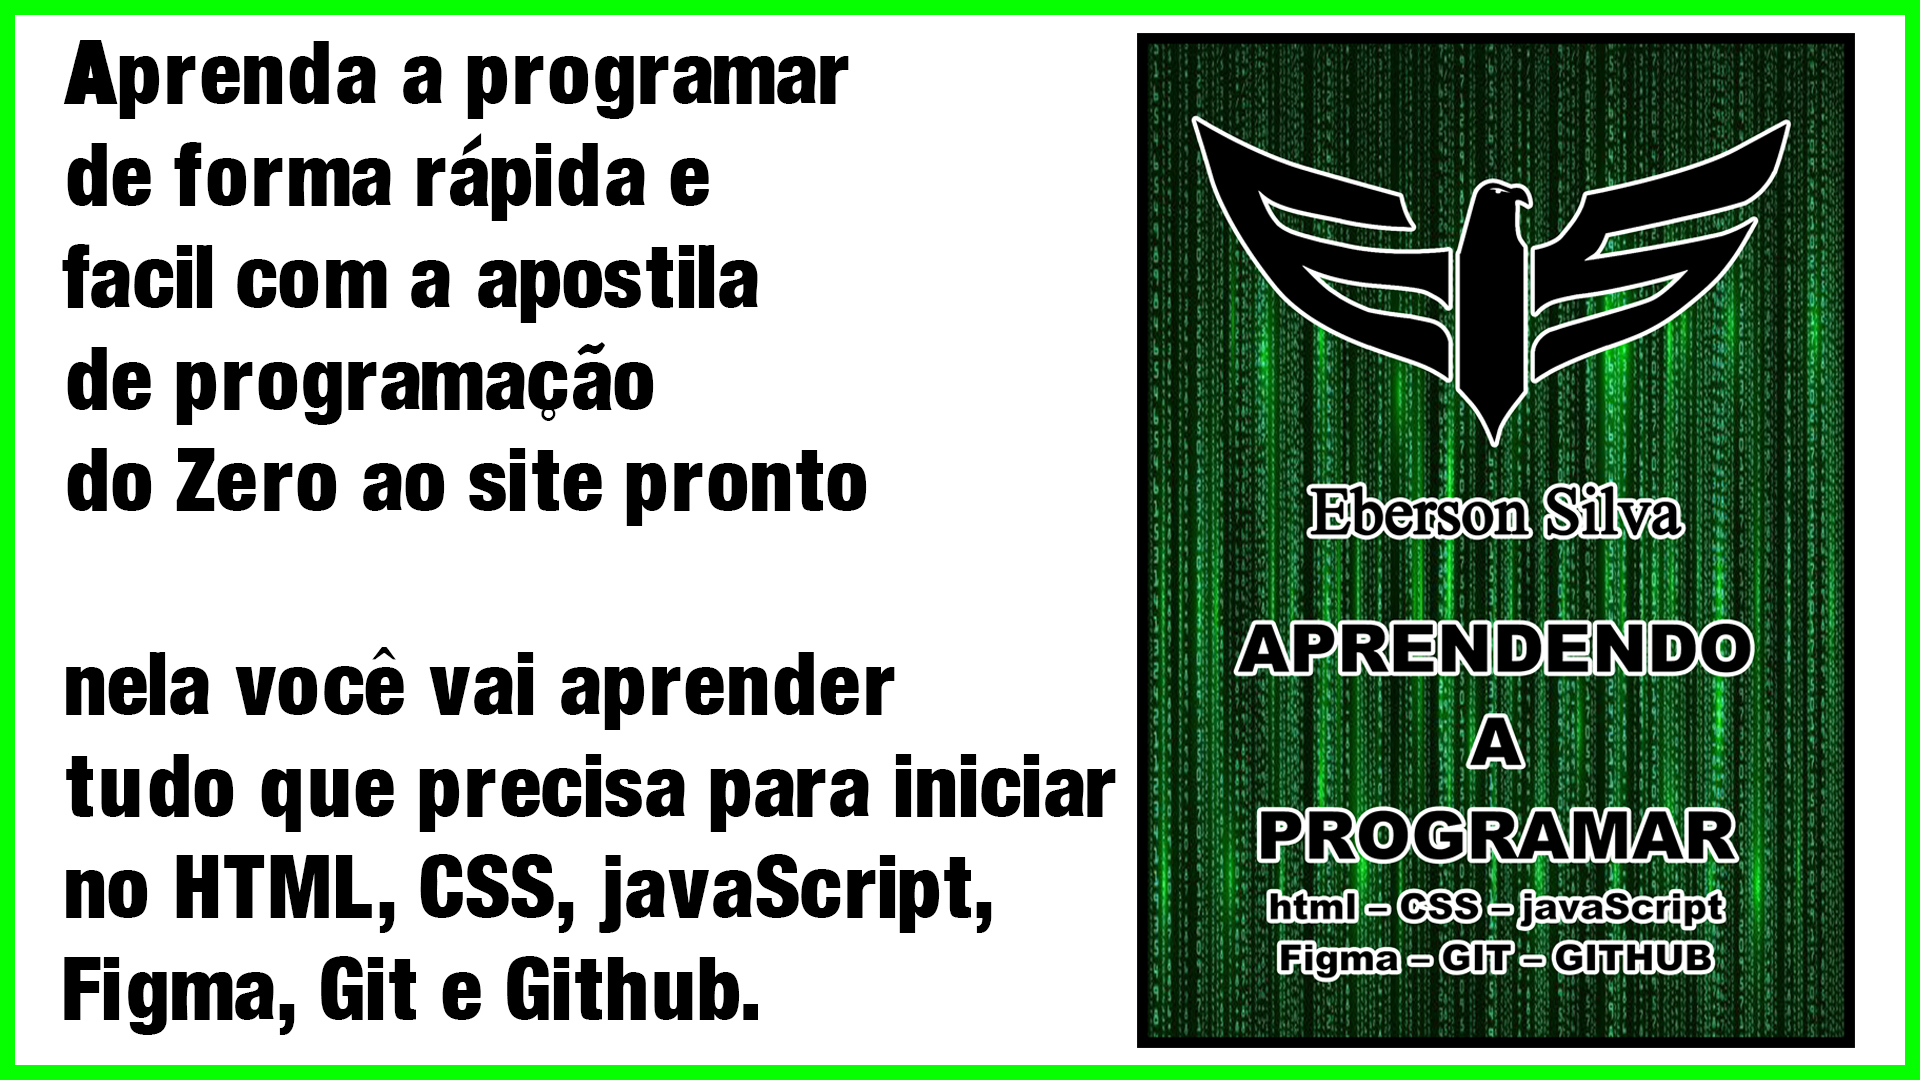 Aprenda a programar
de forma rápida e
facil com a apostila
de programação
do Zero ao site pronto
nela você vai aprender
tudo que precisa para iniciar
no HTML, CSS, javaScript,
Figma, Git e Github.
Eberson Silva
APRENDENDO
A
PROGRAMAR
html – CSS – javaScript
Figma – GIT – GITHUB